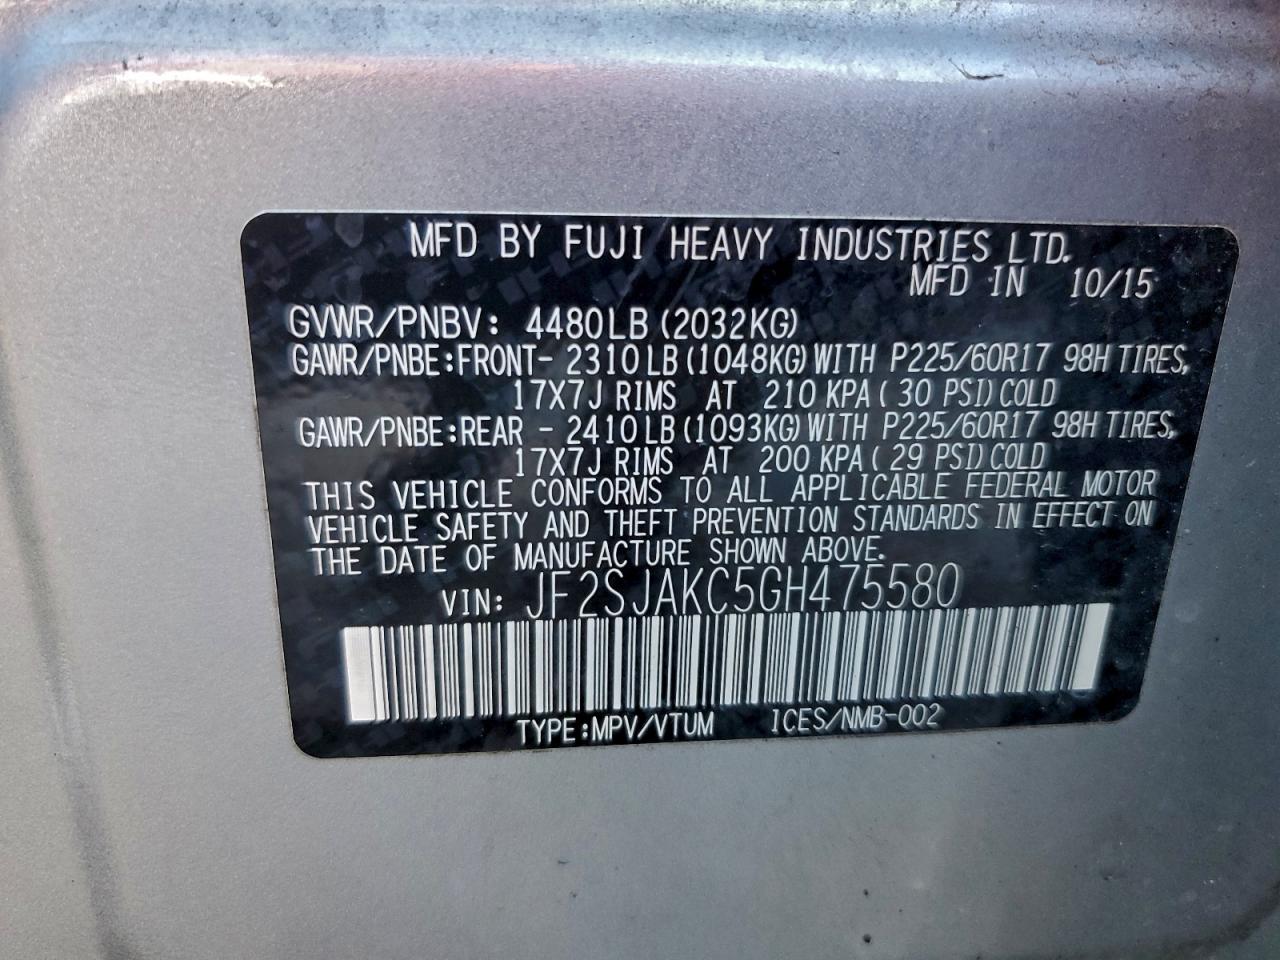 MFD BY FUJI HEAVY INDUSTRIES LTD.
MFD IN 10/15
GVWR/PNBV: 4480LB (2032KG)
GAWR/PNBE:FRONT- 2310LB (1048KG) WITH P225/60R17 98H TIRES,
17X7J RIMS AT 210 KPA ( 30 PSI) COLD
GAWR/PNBE:REAR - 2410LB (1093KG) WITH P225/60R17 98H TIRES,
17X7J RIMS AT 200 KPA ( 29 PSI) COLD
THIS VEHICLE CONFORMS TO ALL APPLICABLE FEDERAL MOTOR
VEHICLE SAFETY AND THEFT PREVENTION STANDARDS IN EFFECT ON
THE DATE OF MANUFACTURE SHOWN ABOVE.
VIN: JF2SJAKC5GH475580
TYPE:MPV/VTUM ICES/NMB-002